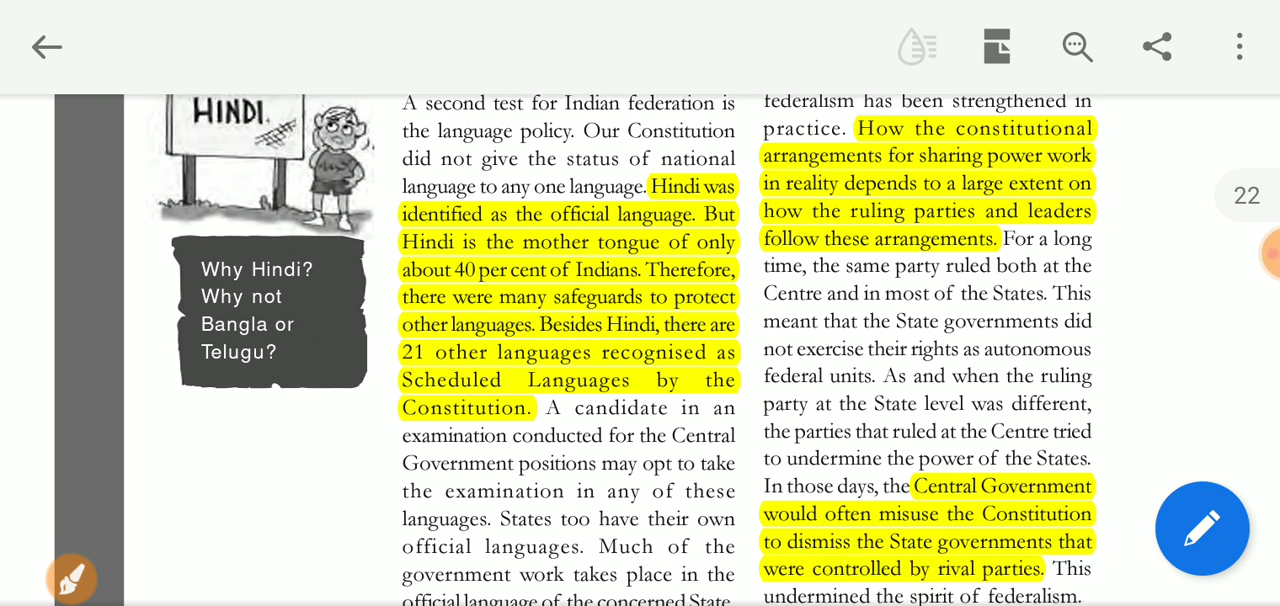 HINDI.
Why Hindi?
Why not
Bangla or
Telugu?
A second test for Indian federation is
the language policy. Our Constitution
did not give the status of national
language to any one language. Hindi was
identified as the official language. But
Hindi is the mother tongue of only
about 40 per cent of Indians. Therefore,
there were many safeguards to protect
other languages. Besides Hindi, there are
21 other languages recognised as
Scheduled Languages by the
Constitution. A candidate in an
examination conducted for the Central
Government positions may opt to take
the examination in any of these
languages. States too have their own
official languages. Much of the
government work takes place in the
official language of the concerned State.
federalism has been strengthened in
practice. How the constitutional
arrangements for sharing power work
in reality depends to a large extent on
how the ruling parties and leaders
follow these arrangements. For a long
time, the same party ruled both at the
Centre and in most of the States. This
meant that the State governments did
not exercise their rights as autonomous
federal units. As and when the ruling
party at the State level was different,
the parties that ruled at the Centre tried
to undermine the power of the States.
In those days, the Central Government
would often misuse the Constitution
to dismiss the State governments that
were controlled by rival parties. This
undermined the spirit of federalism.
22